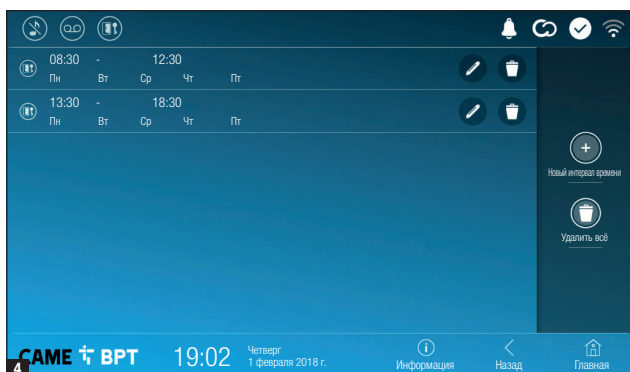 08:30 - 12:30
Пн Вт Ср Чт Пт
13:30 - 18:30
Пн Вт Ср Чт Пт
Новый интервал времени
Удалить всё
CAME BPT
19:02
Четверг
1 февраля 2018 г.
Информация
Назад
Главная
4